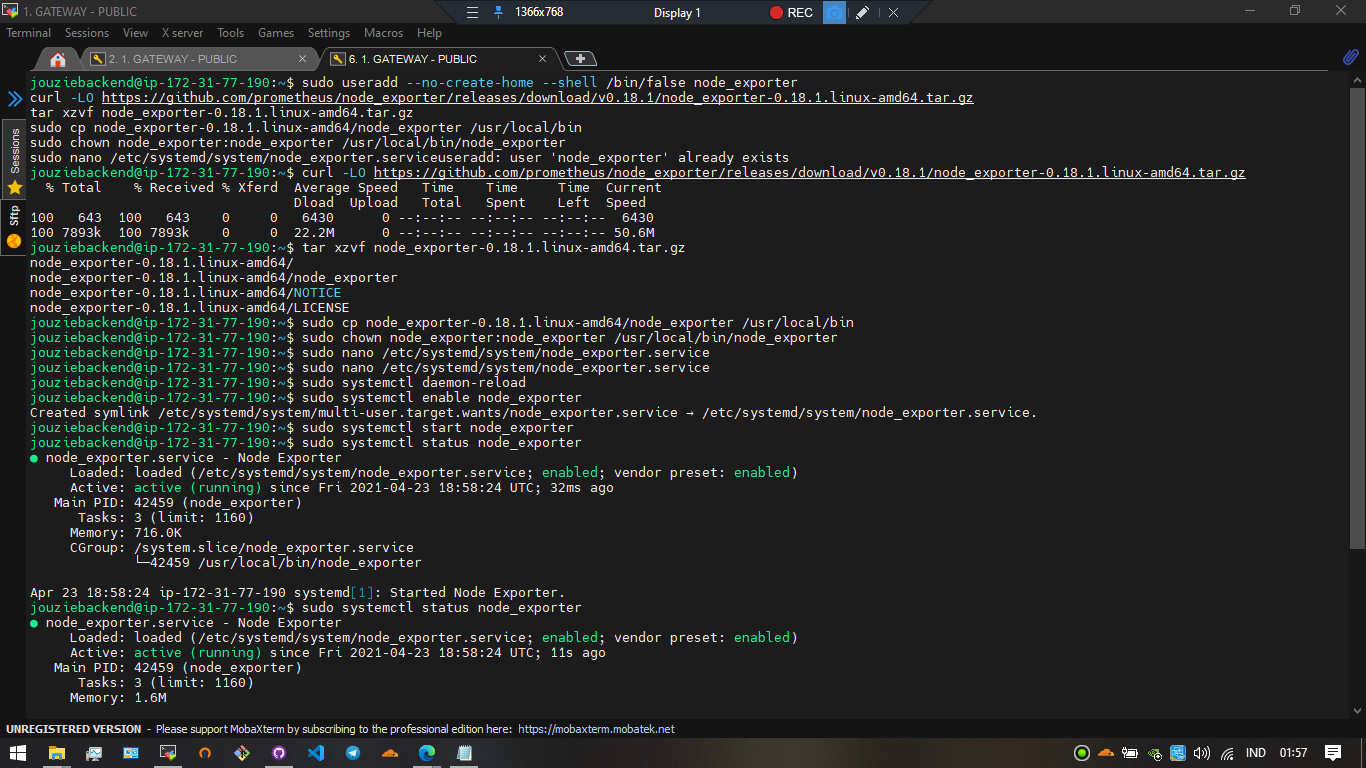 1. GATEWAY - PUBLIC
1366x768
Display 1
REC
Terminal Sessions View X server Tools Games Settings Macros Help
2. 1. GATEWAY - PUBLIC
6. 1. GATEWAY - PUBLIC
Sessions
Sftp
jouziebackend@ip-172-31-77-190:~$ sudo useradd --no-create-home --shell /bin/false node_exporter
curl -LO https://github.com/prometheus/node_exporter/releases/download/v0.18.1/node_exporter-0.18.1.linux-amd64.tar.gz
tar xzvf node_exporter-0.18.1.linux-amd64.tar.gz
sudo cp node_exporter-0.18.1.linux-amd64/node_exporter /usr/local/bin
sudo chown node_exporter:node_exporter /usr/local/bin/node_exporter
sudo nano /etc/systemd/system/node_exporter.serviceuseradd: user 'node_exporter' already exists
jouziebackend@ip-172-31-77-190:~$ curl -LO https://github.com/prometheus/node_exporter/releases/download/v0.18.1/node_exporter-0.18.1.linux-amd64.tar.gz
% Total % Received % Xferd Average Speed Time Time Time Current
Dload Upload Total Spent Left Speed
100 643 100 643 0 0 6430 0 --:--:-- --:--:-- --:--:-- 6430
100 7893k 100 7893k 0 0 22.2M 0 --:--:-- --:--:-- --:--:-- 50.6M
jouziebackend@ip-172-31-77-190:~$ tar xzvf node_exporter-0.18.1.linux-amd64.tar.gz
node_exporter-0.18.1.linux-amd64/
node_exporter-0.18.1.linux-amd64/node_exporter
node_exporter-0.18.1.linux-amd64/NOTICE
node_exporter-0.18.1.linux-amd64/LICENSE
jouziebackend@ip-172-31-77-190:~$ sudo cp node_exporter-0.18.1.linux-amd64/node_exporter /usr/local/bin
jouziebackend@ip-172-31-77-190:~$ sudo chown node_exporter:node_exporter /usr/local/bin/node_exporter
jouziebackend@ip-172-31-77-190:~$ sudo nano /etc/systemd/system/node_exporter.service
jouziebackend@ip-172-31-77-190:~$ sudo nano /etc/systemd/system/node_exporter.service
jouziebackend@ip-172-31-77-190:~$ sudo systemctl daemon-reload
jouziebackend@ip-172-31-77-190:~$ sudo systemctl enable node_exporter
Created symlink /etc/systemd/system/multi-user.target.wants/node_exporter.service → /etc/systemd/system/node_exporter.service.
jouziebackend@ip-172-31-77-190:~$ sudo systemctl start node_exporter
jouziebackend@ip-172-31-77-190:~$ sudo systemctl status node_exporter
● node_exporter.service - Node Exporter
Loaded: loaded (/etc/systemd/system/node_exporter.service; enabled; vendor preset: enabled)
Active: active (running) since Fri 2021-04-23 18:58:24 UTC; 32ms ago
Main PID: 42459 (node_exporter)
Tasks: 3 (limit: 1160)
Memory: 716.0K
CGroup: /system.slice/node_exporter.service
└─42459 /usr/local/bin/node_exporter
Apr 23 18:58:24 ip-172-31-77-190 systemd[1]: Started Node Exporter.
jouziebackend@ip-172-31-77-190:~$ sudo systemctl status node_exporter
● node_exporter.service - Node Exporter
Loaded: loaded (/etc/systemd/system/node_exporter.service; enabled; vendor preset: enabled)
Active: active (running) since Fri 2021-04-23 18:58:24 UTC; 11s ago
Main PID: 42459 (node_exporter)
Tasks: 3 (limit: 1160)
Memory: 1.6M
UNREGISTERED VERSION - Please support MobaXterm by subscribing to the professional edition here: https://mobaxterm.mobatek.net
IND 01:57